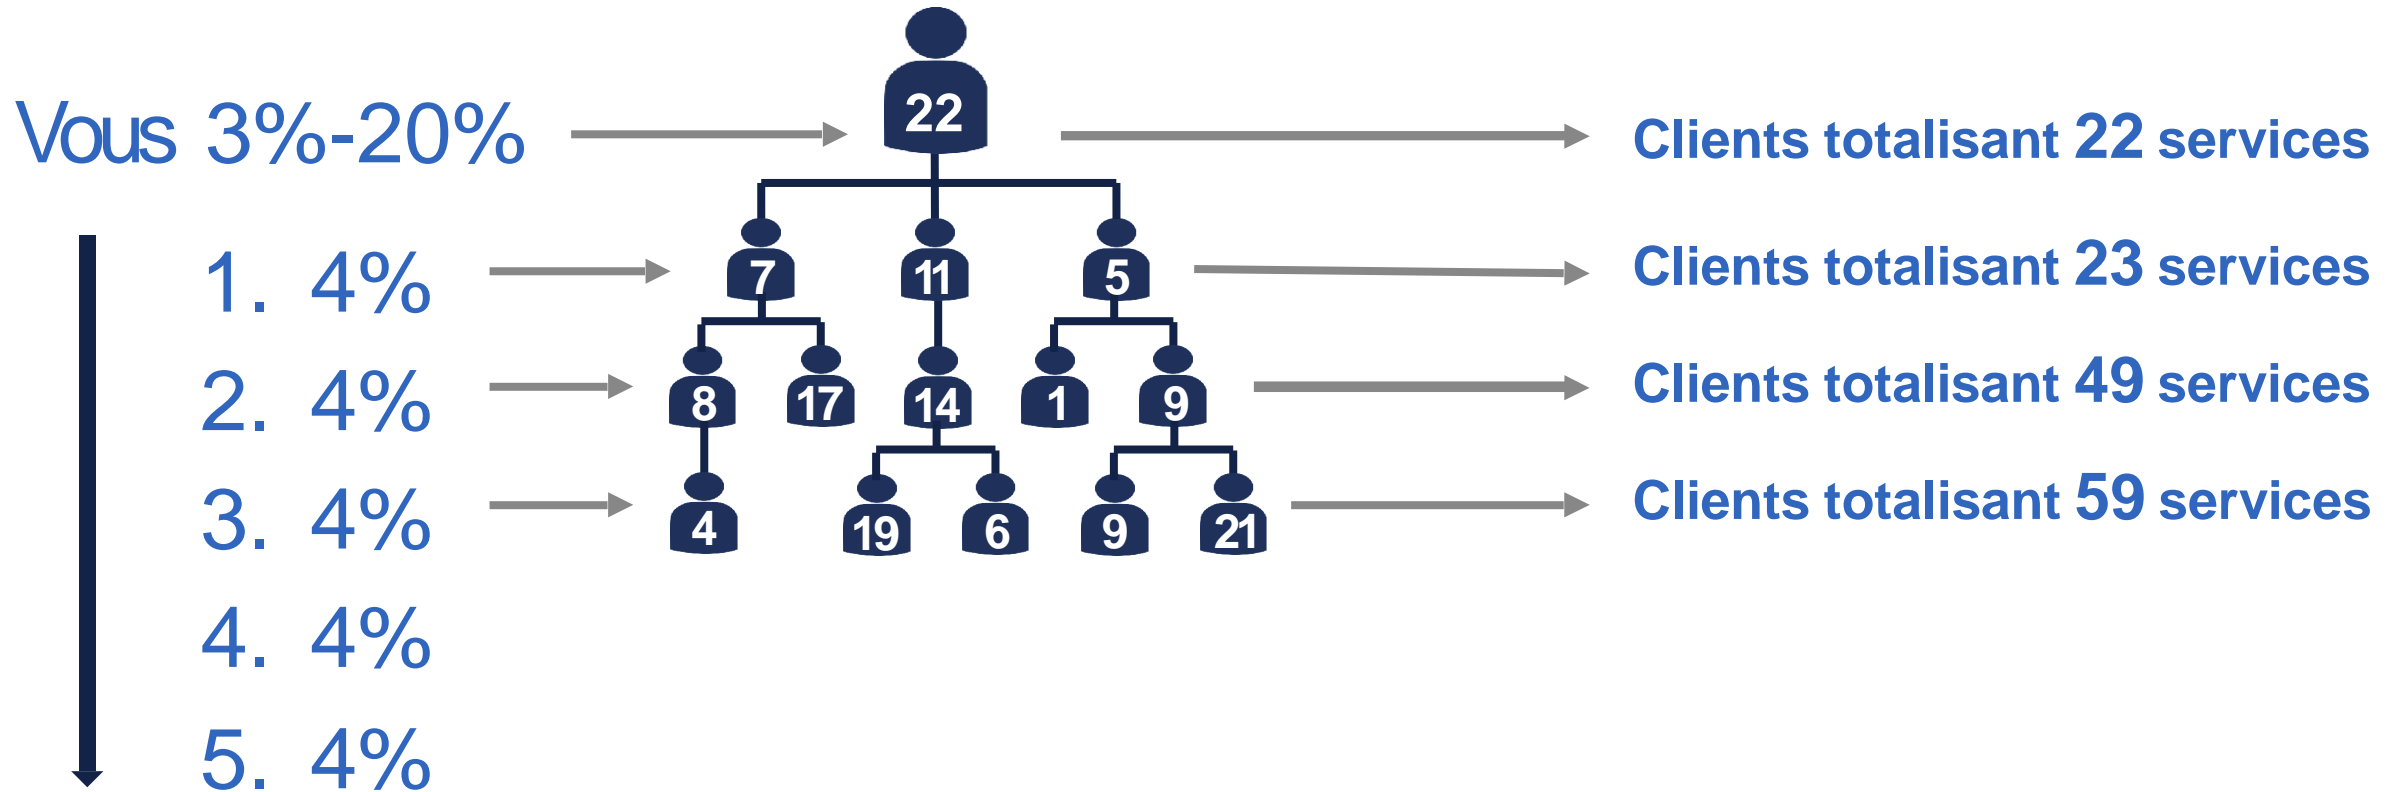 Vous 3%-20%
22
Clients totalisant 22 services
1. 4%
7 11 5
Clients totalisant 23 services
2. 4%
8 17 14 1 9
Clients totalisant 49 services
3. 4%
4 19 6 9 21
Clients totalisant 59 services
4. 4%
5. 4%